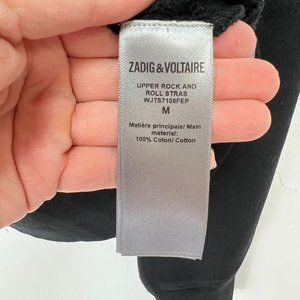 ZADIG & VOLTAIRE
UPPER ROCK AND
ROLL STRAS
WJTS7108FEP
M
Matière principale/ Main
material:
100% Coton/ Cotton